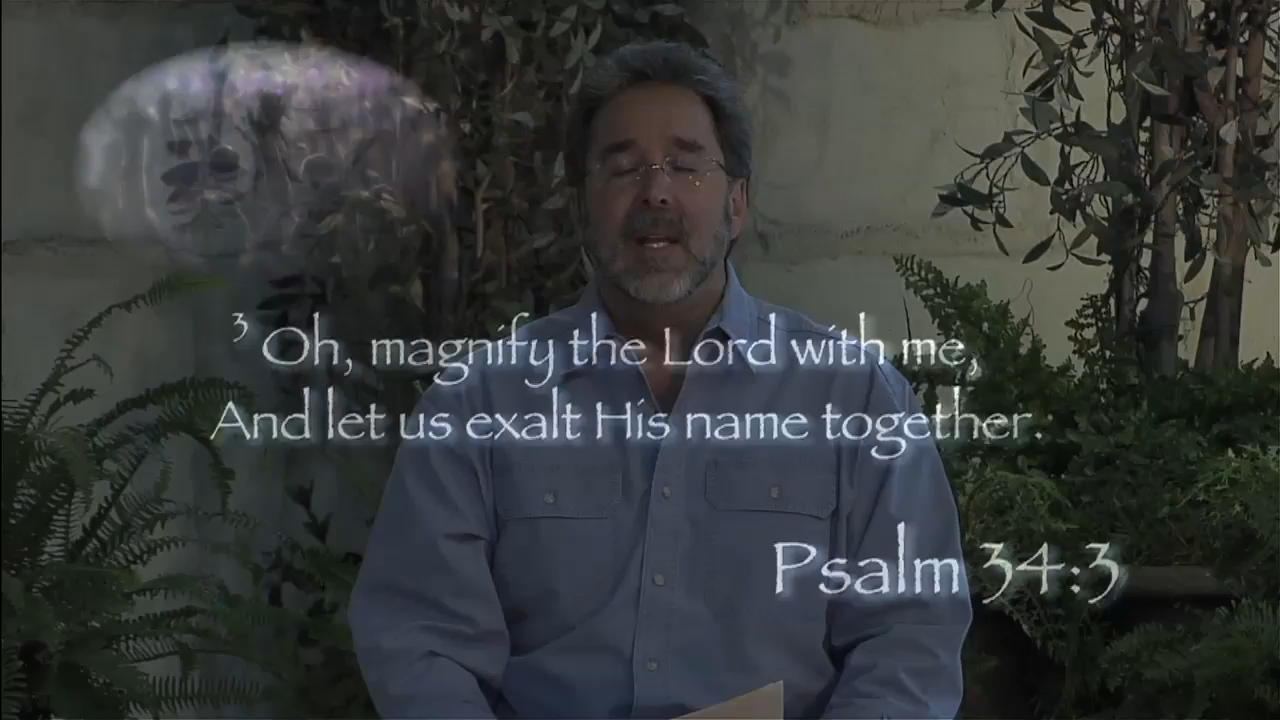 3 Oh, magnify the Lord with me,
And let us exalt His name together.
Psalm 34:3